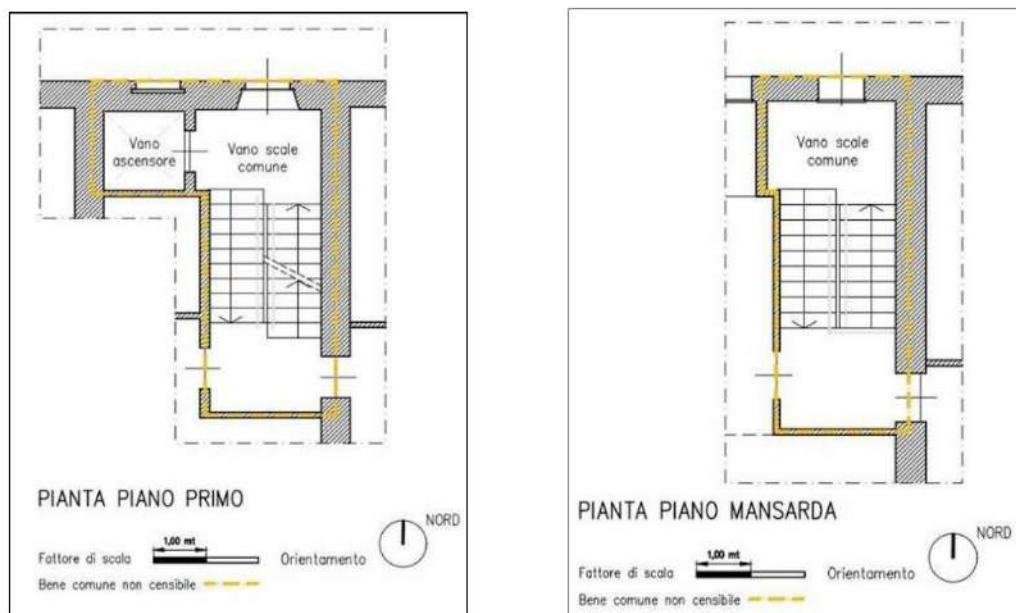 Vano
ascensore
Vano scale
comune
PIANTA PIANO PRIMO
NORD
1,00 mt
Fattore di scala
Orientamento
Bene comune non censibile
Vano scale
comune
PIANTA PIANO MANSARDA
NORD
1,00 mt
Fattore di scala
Orientamento
Bene comune non censibile